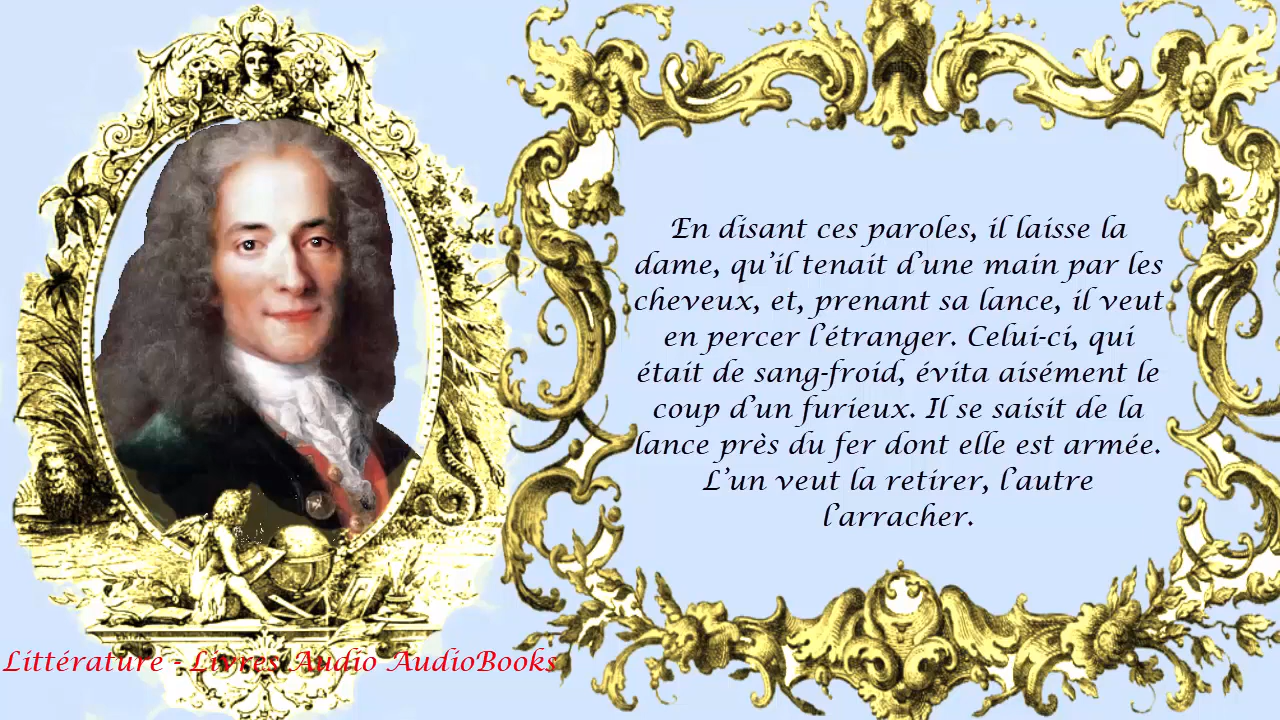 En disant ces paroles, il laisse la
dame, qu'il tenait d'une main par les
cheveux, et, prenant sa lance, il veut
en percer l'étranger. Celui-ci, qui
était de sang-froid, évita aisément le
coup d'un furieux. Il se saisit de la
lance près du fer dont elle est armée.
L'un veut la retirer, l'autre
l'arracher.
Littérature - Livres Audio AudioBooks